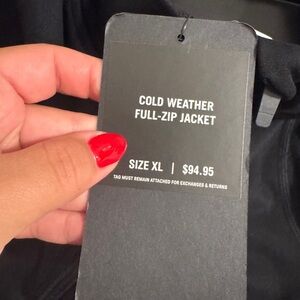 COLD WEATHER
FULL-ZIP JACKET
SIZE XL | $94.95
TAG MUST REMAIN ATTACHED FOR EXCHANGES & RETURNS